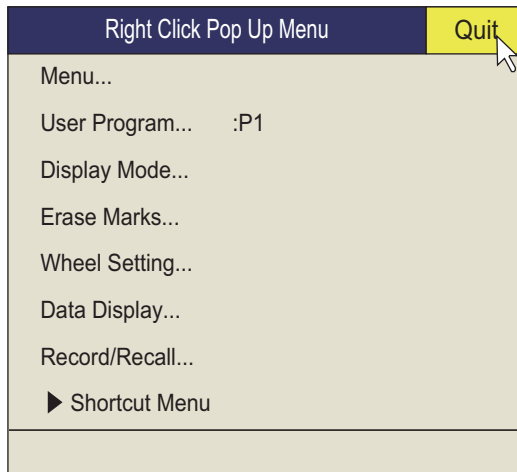 Right Click Pop Up Menu Quit
Menu...
User Program... :P1
Display Mode...
Erase Marks...
Wheel Setting...
Data Display...
Record/Recall...
▶ Shortcut Menu